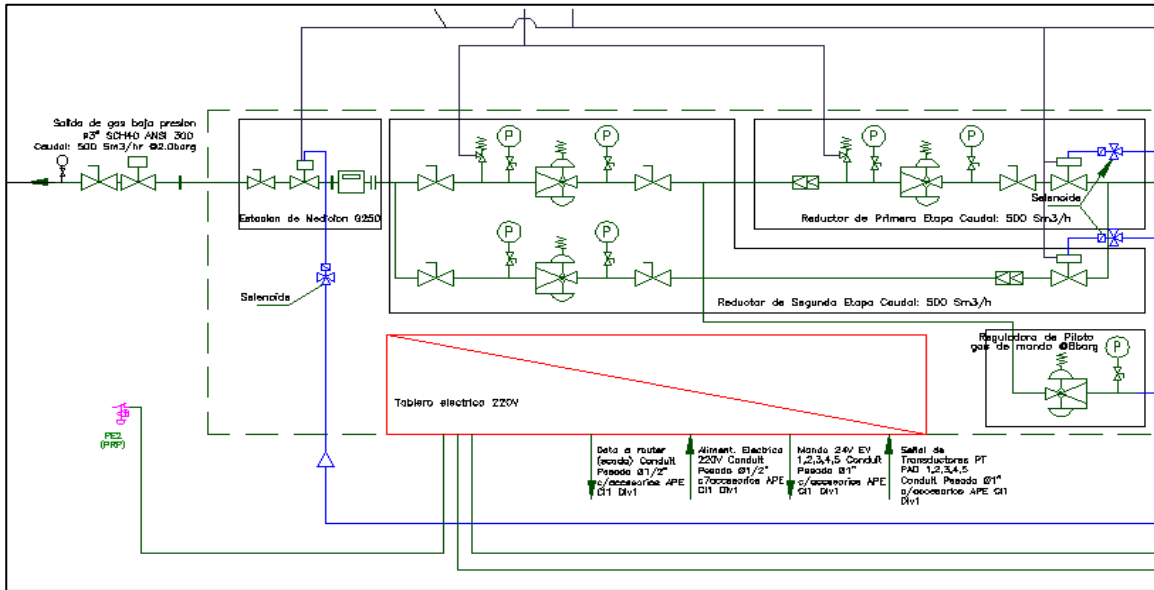 Salida de gas baja presion
ø3" SCH40 ANSI 300
Caudal: 500 Sm3/hr @2.0barg
P
P
P
P
Estacion de Medicion G250
Selenoide
Reductor de Primera Etapa Caudal: 500 Sm3/h
P
P
Selenoide
Reductor de Segunda Etapa Caudal: 500 Sm3/h
Reguladora de Piloto
gas de mando @8barg
P
Tablero electrico 220V
PE2
(PRP)
Data a router
(scada) Conduit
Pesado Ø1/2"
c/accesorios APE
Cl1 Div1
Aliment. Electrica
220V Conduit
Pesado Ø1/2"
c/accesorios APE
Cl1 Div1
Mando 24V EV
1,2,3,4,5 Conduit
Pesado Ø1"
c/accesorios APE
Cl1 Div1
Señal de
Transductores PT
PAD 1,2,3,4,5
Conduit Pesado Ø1"
c/accesorios APE Cl1
Div1